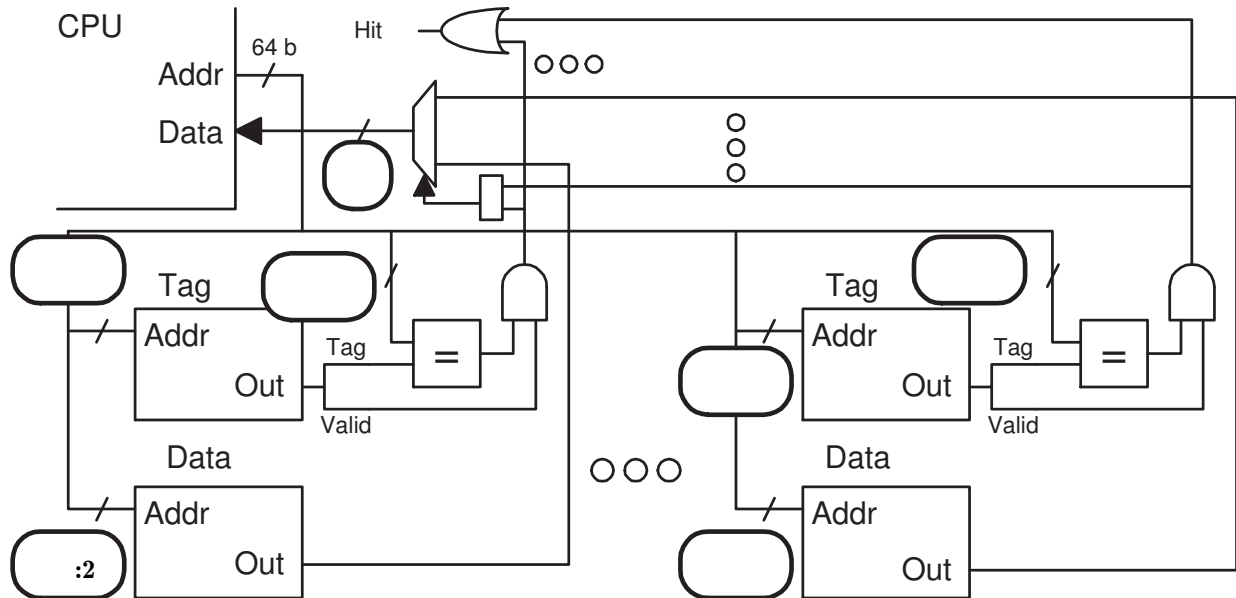 CPU
Hit
64 b
Addr
Data
Tag
Addr
Out
Tag
Valid
=
Data
Addr
Out
:2
Tag
Addr
Out
Tag
Valid
=
Data
Addr
Out